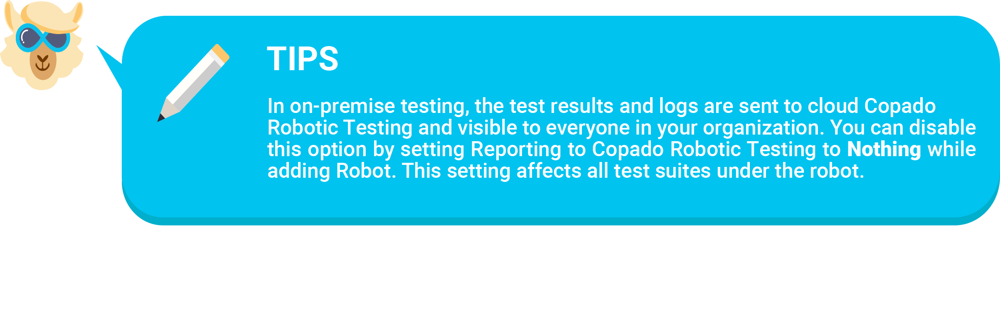 TIPS
In on-premise testing, the test results and logs are sent to cloud Copado
Robotic Testing and visible to everyone in your organization. You can disable
this option by setting Reporting to Copado Robotic Testing to Nothing while
adding Robot. This setting affects all test suites under the robot.